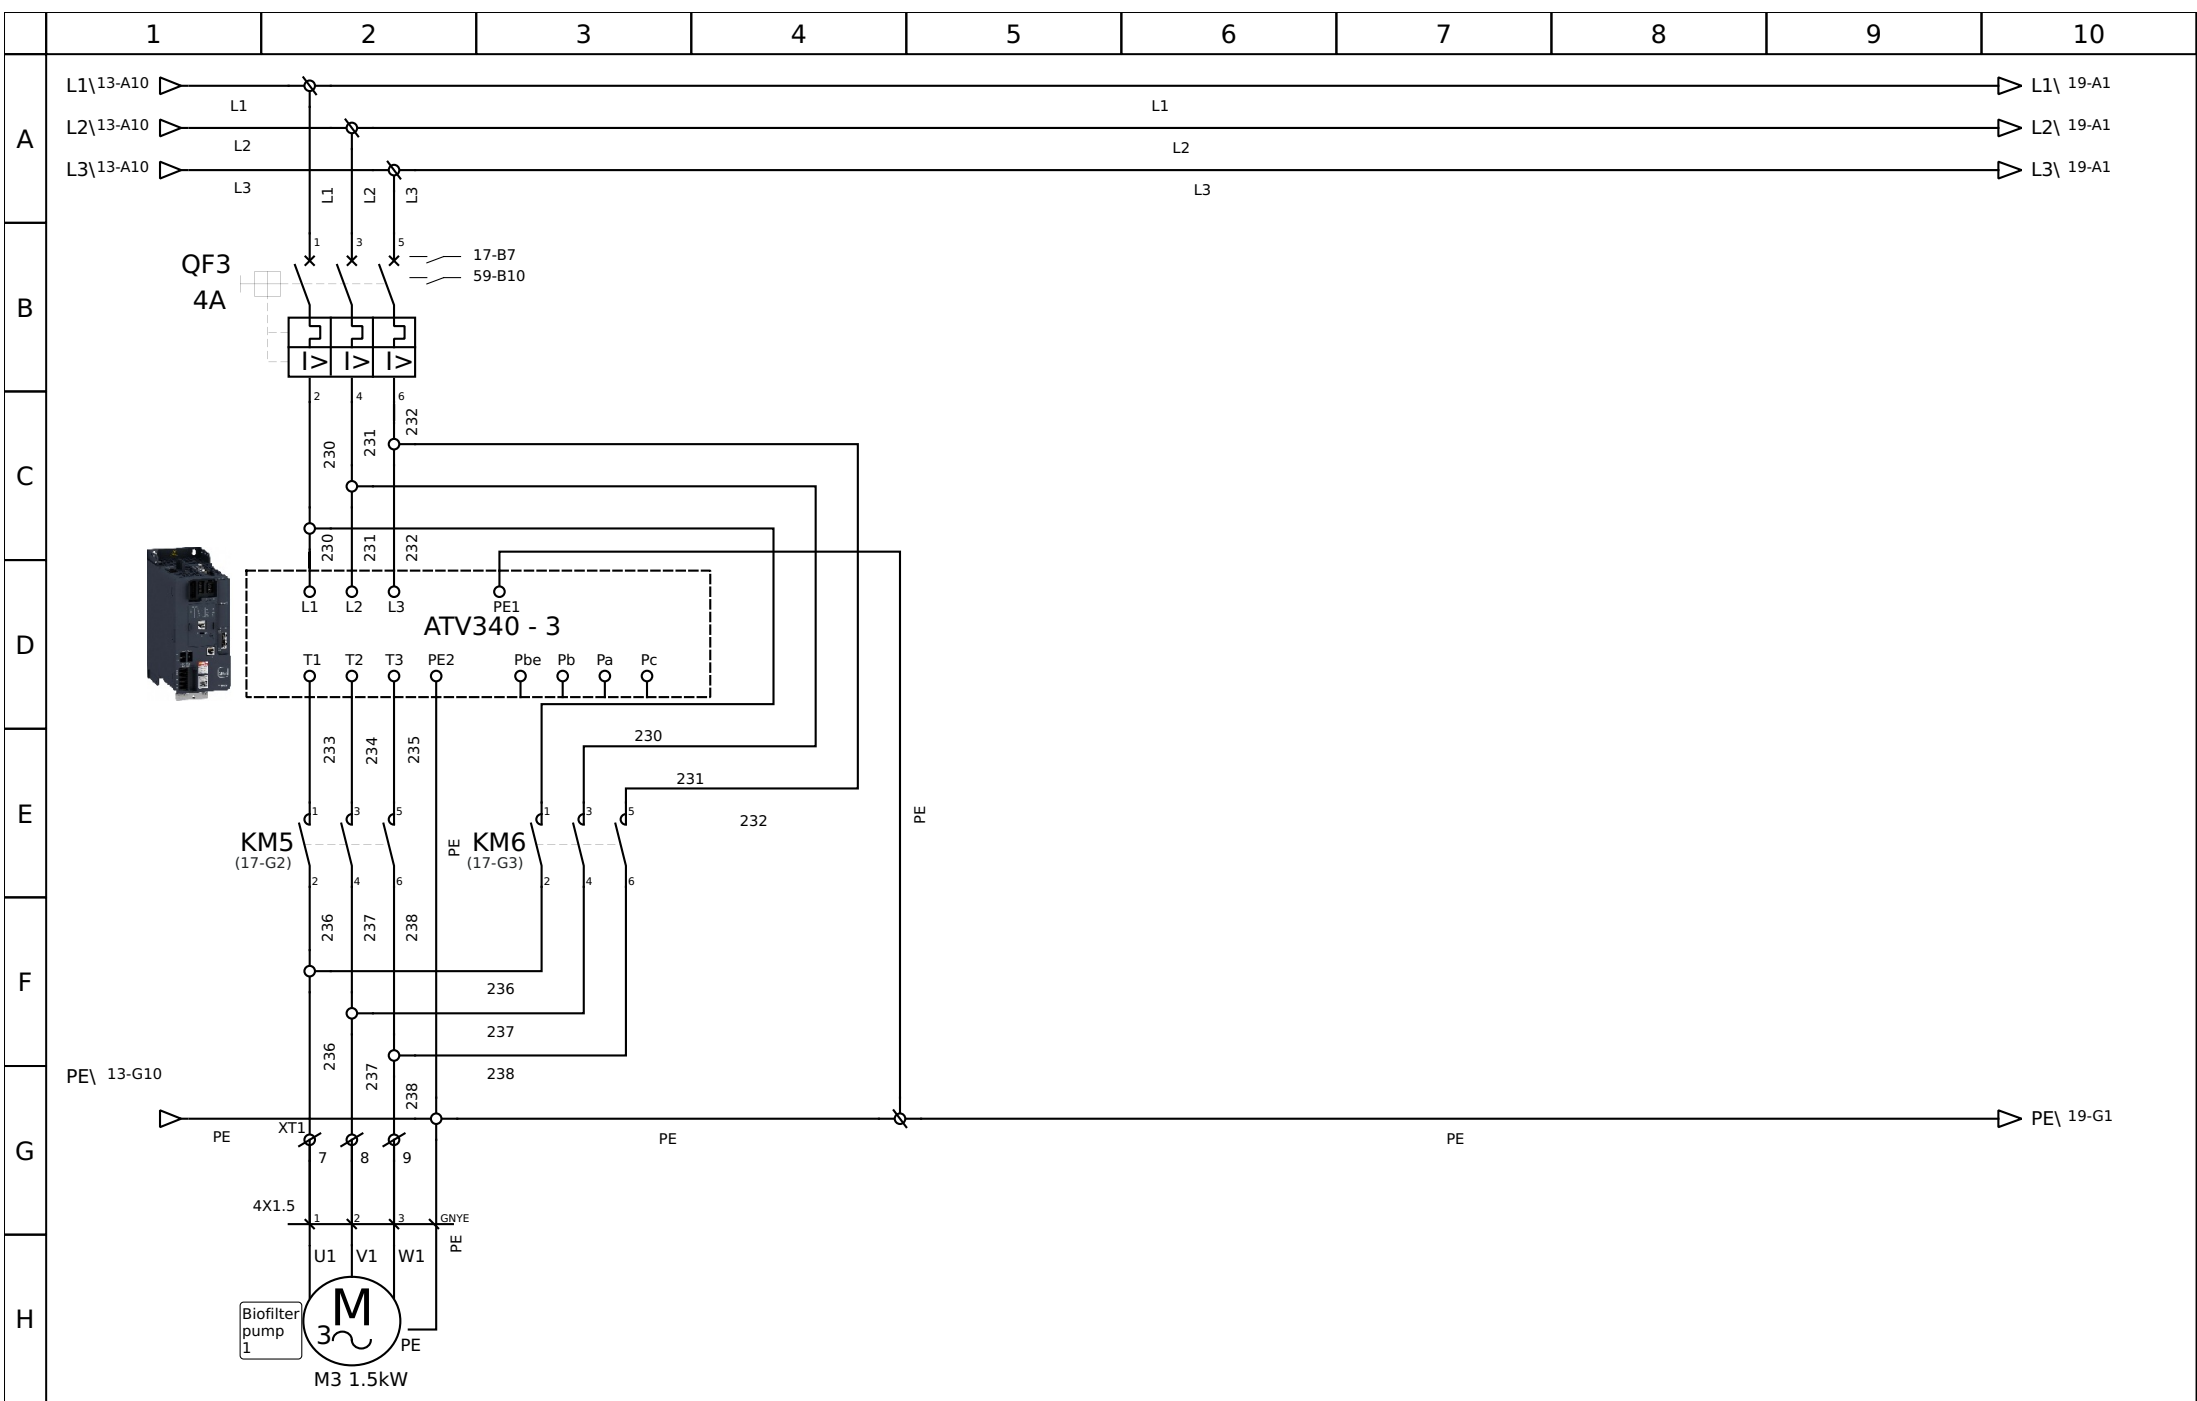 1 2 3 4 5 6 7 8 9 10
A
L1\ 13-A10
L1
L1
L1\ 19-A1
L2\ 13-A10
L2
L2
L2\ 19-A1
L3\ 13-A10
L3
L3
L3\ 19-A1
L1 L2 L3
B
1 3 5
QF3
4A
17-B7
59-B10
I> I> I>
2 4 6
C
230 231 232
230 231 232
D
L1 L2 L3 PE1
ATV340 - 3
T1 T2 T3 PE2 Pbe Pb Pa Pc
E
233 234 235
230
231
232
PE
1 3 5
KM5
(17-G2)
2 4 6
PE
1 3 5
KM6
(17-G3)
2 4 6
F
236 237 238
236
237
238
236 237 238
G
PE\ 13-G10
PE
PE
PE
PE\ 19-G1
XT1
7 8 9
4X1.5
1 2 3 GNYE
PE
H
U1 V1 W1
M
3
PE
Biofilter
pump
1
M3 1.5kW